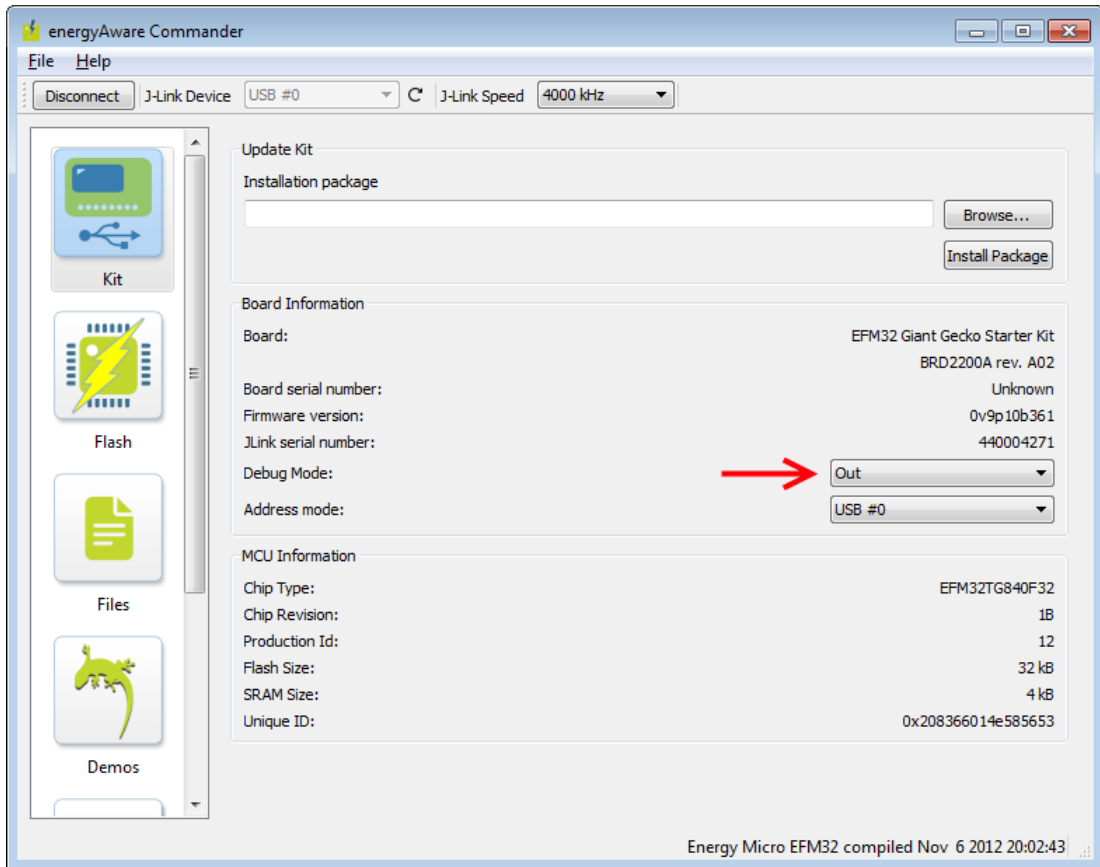 energyAware Commander
File Help
Disconnect J-Link Device USB #0 J-Link Speed 4000 kHz
Kit
Flash
Files
Demos
Update Kit
Installation package
Browse...
Install Package
Board Information
Board: EFM32 Giant Gecko Starter Kit
BRD2200A rev. A02
Board serial number: Unknown
Firmware version: 0v9p10b361
JLink serial number: 440004271
Debug Mode: Out
Address mode: USB #0
MCU Information
Chip Type: EFM32TG840F32
Chip Revision: 1B
Production Id: 12
Flash Size: 32 kB
SRAM Size: 4 kB
Unique ID: 0x208366014e585653
Energy Micro EFM32 compiled Nov 6 2012 20:02:43